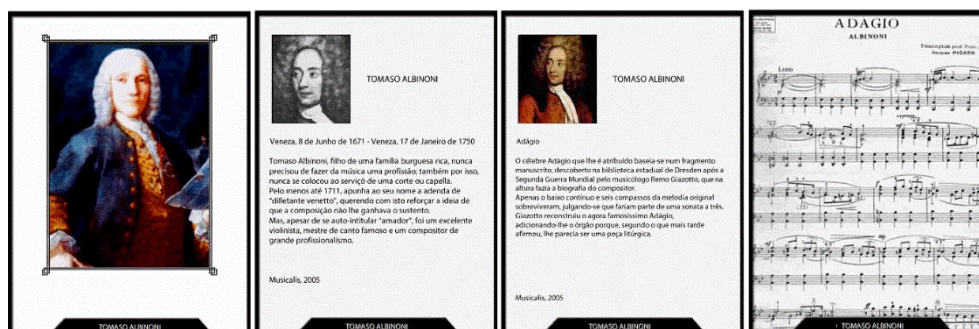 TOMASO ALBINONI
TOMASO ALBINONI
Veneza, 8 de Junho de 1671 - Veneza, 17 de Janeiro de 1750
Tomaso Albinoni, filho de uma família burguesa rica, nunca
precisou de fazer da música uma profissão; também por isso,
nunca se colocou ao serviço de uma corte ou capella.
Pelo menos até 1711, apunha ao seu nome a adenda de
"dilletante venetto", querendo com isto reforçar a ideia de
que a composição não lhe ganhava o sustento.
Mas, apesar de se auto-intitular "amador", foi um excelente
violinista, mestre de canto famoso e um compositor de
grande profissionalismo.
Musicalis, 2005
TOMASO ALBINONI
TOMASO ALBINONI
Adágio
O célebre Adágio que lhe é atribuído baseia-se num fragmento
manuscrito, descoberto na biblioteca estadual de Dresden após a
Segunda Guerra Mundial pelo musicólogo Remo Giazotto, que na
altura fazia a biografia do compositor.
Apenas o baixo contínuo e seis compassos da melodia original
sobreviveram, julgando-se que fariam parte de uma sonata a três.
Giazotto reconstruiu o agora famosíssimo Adágio,
adicionando-lhe o órgão porque, segundo o que mais tarde
afirmou, lhe parecia ser uma peça litúrgica.
Musicalis, 2005
TOMASO ALBINONI
ADAGIO
ALBINONI
Lento
TOMASO ALBINONI